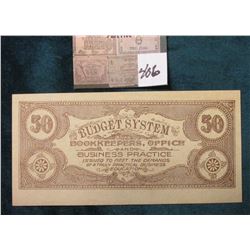 406
50
50
BUDGET SYSTEM
BOOKKEEPERS, OFFICE
AND
BUSINESS PRACTICE
ISSUED TO MEET THE DEMANDS
OF A FULLY PRACTICAL BUSINESS
EDUCATION